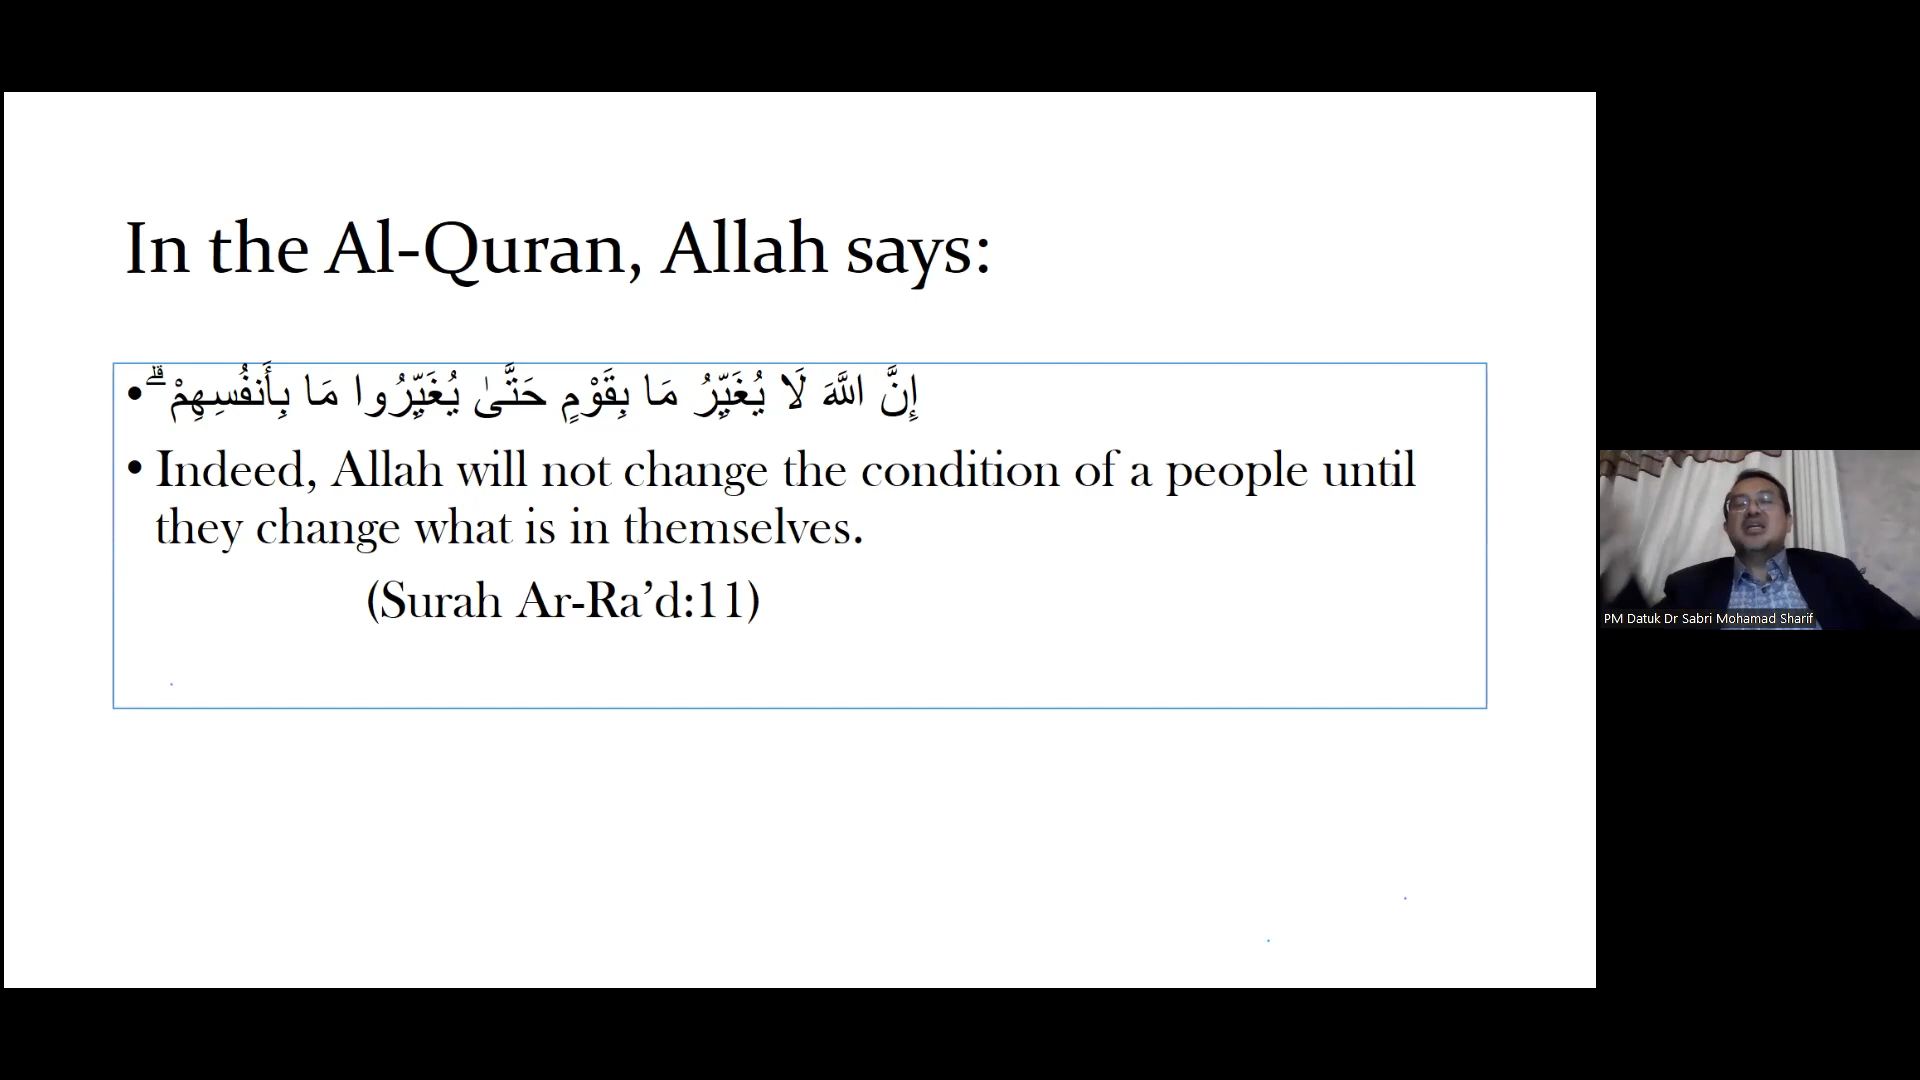 In the Al-Quran, Allah says:
• إِنَّ اللَّهَ لَا يُغَيِّرُ مَا بِقَوْمٍ حَتَّىٰ يُغَيِّرُوا مَا بِأَنفُسِهِمْ ۗ
• Indeed, Allah will not change the condition of a people until
they change what is in themselves.
(Surah Ar-Ra’d:11)
PM Datuk Dr Sabri Mohamad Sharif